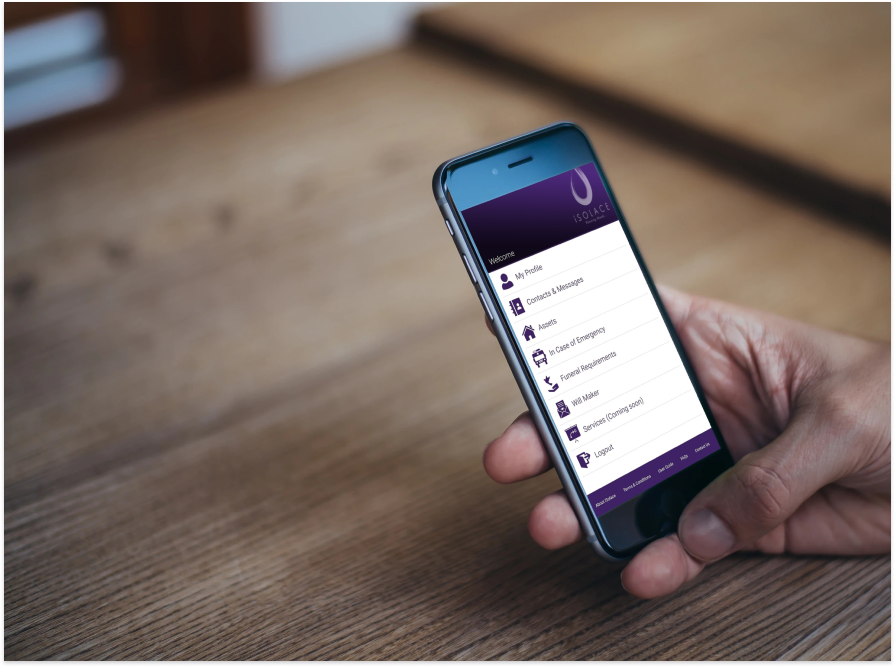 iSOLACE
Welcome
My Profile
Contacts & Messages
Assets
In Case of Emergency
Funeral Requirements
Will Maker
Services (Coming soon)
Logout
About iSolace Terms & Conditions User Guide FAQs Contact Us